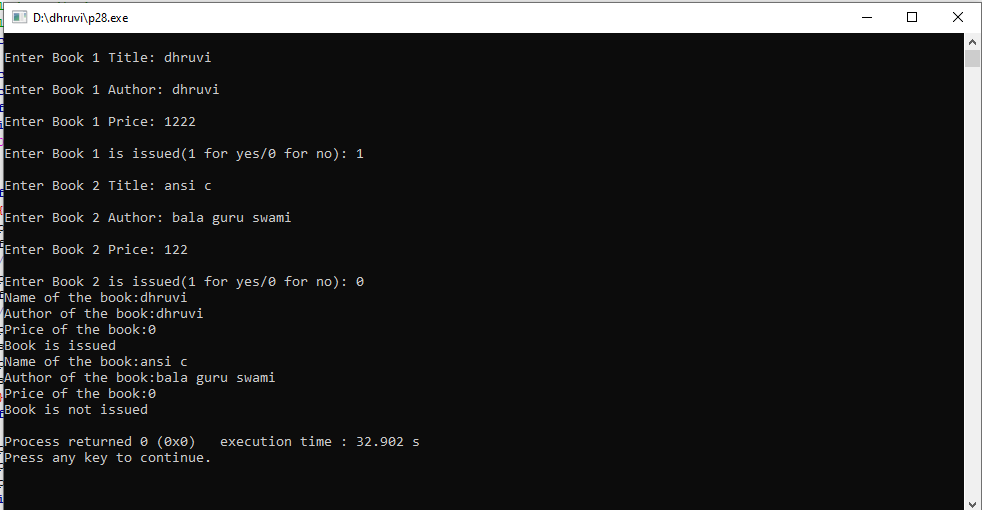 D:\dhruvi\p28.exe
Enter Book 1 Title: dhruvi
Enter Book 1 Author: dhruvi
Enter Book 1 Price: 1222
Enter Book 1 is issued(1 for yes/0 for no): 1
Enter Book 2 Title: ansi c
Enter Book 2 Author: bala guru swami
Enter Book 2 Price: 122
Enter Book 2 is issued(1 for yes/0 for no): 0
Name of the book:dhruvi
Author of the book:dhruvi
Price of the book:0
Book is issued
Name of the book:ansi c
Author of the book:bala guru swami
Price of the book:0
Book is not issued
Process returned 0 (0x0)   execution time : 32.902 s
Press any key to continue.